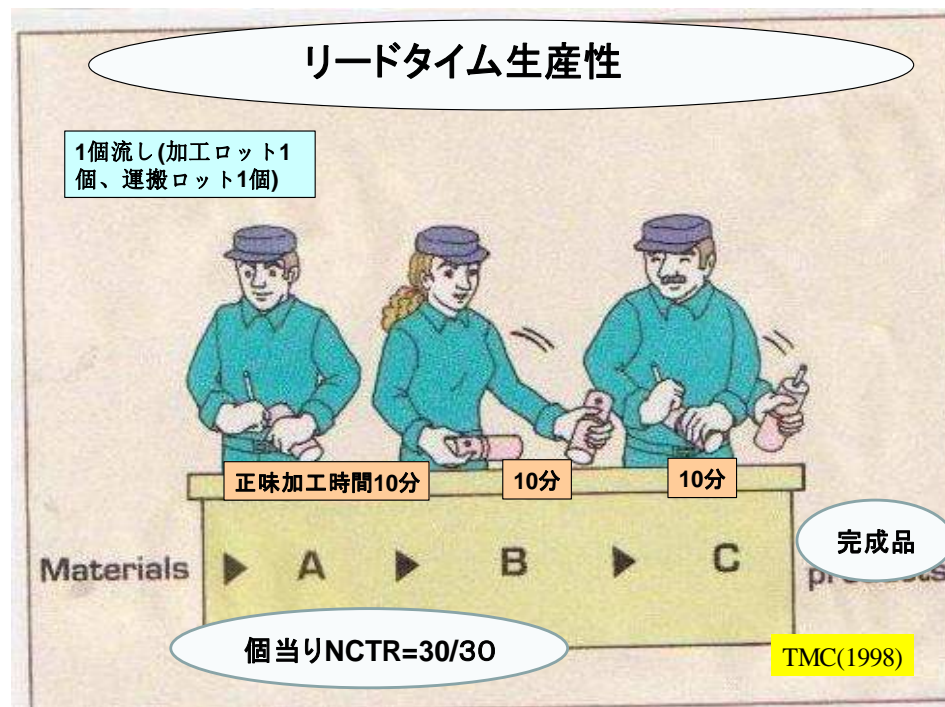 リードタイム生産性
1個流し(加工ロット1
個、運搬ロット1個)
正味加工時間10分
10分
10分
完成品
Materials
A
B
C
個当りNCTR=30/30
TMC(1998)